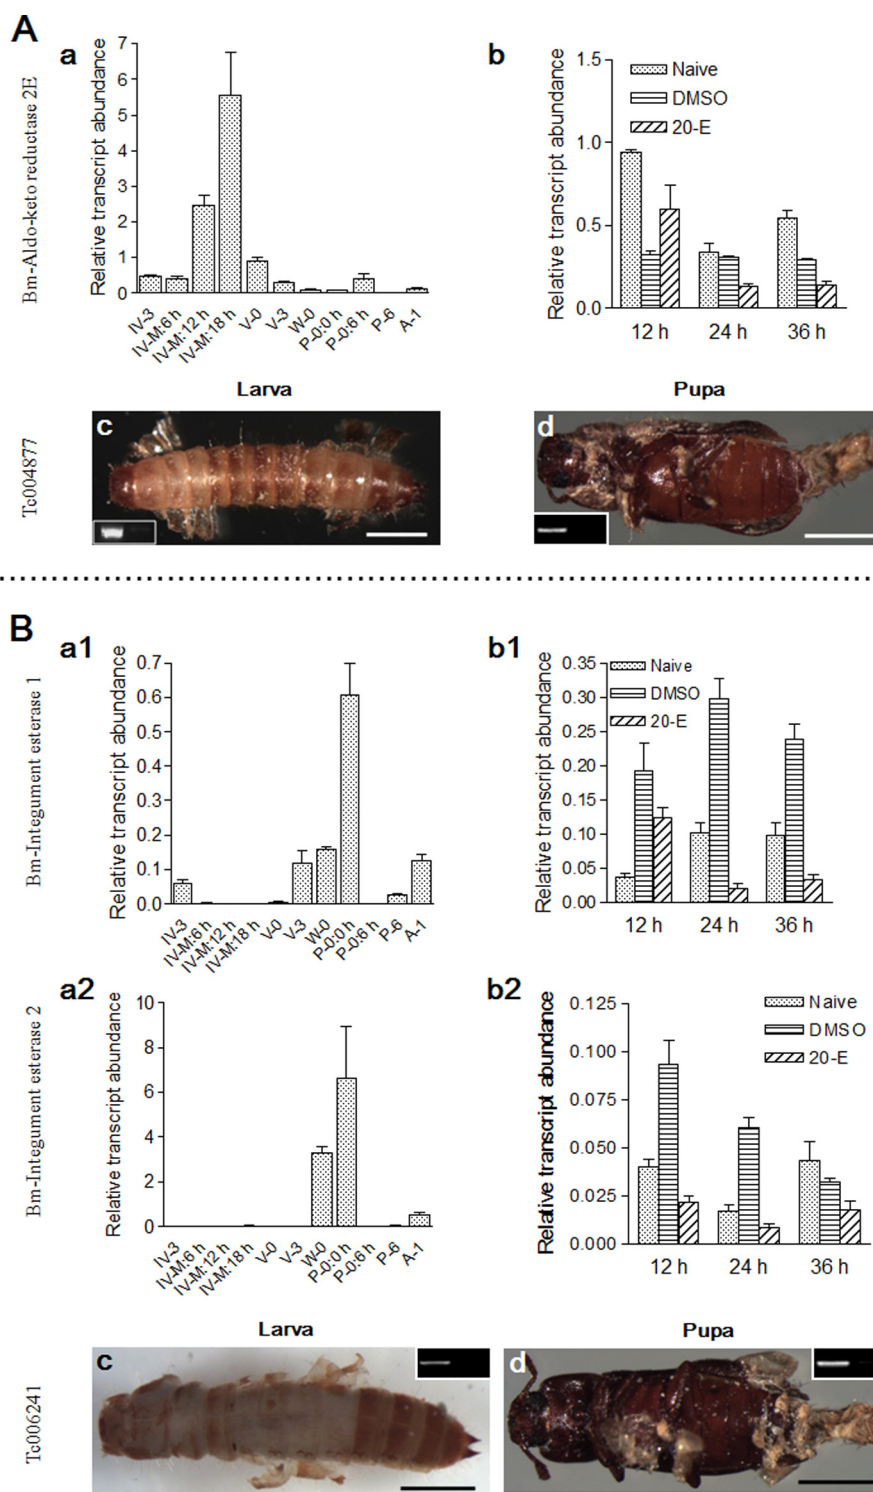 A
a
Bm-Aldo-keto reductase 2E
Relative transcript abundance
7
6
5
4
3
2
1
0
IV-3
IV-M:6 h
IV-M:12 h
IV-M:18 h
V-0
V-3
W-0
P-0:0 h
P-0:6 h
P-6
A-1
b
Relative transcript abundance
1.5
1.0
0.5
0.0
Naive
DMSO
20-E
12 h 24 h 36 h
Larva
Pupa
Tc004877
c
d
B
a1
Bm-Integument esterase 1
Relative transcript abundance
0.7
0.6
0.5
0.4
0.3
0.2
0.1
0.0
IV-3
IV-M:6 h
IV-M:12 h
IV-M:18 h
V-0
V-3
W-0
P-0:0 h
P-0:6 h
P-6
A-1
b1
Relative transcript abundance
0.35
0.30
0.25
0.20
0.15
0.10
0.05
0.00
Naive
DMSO
20-E
12 h 24 h 36 h
a2
Bm-Integument esterase 2
Relative transcript abundance
10
8
6
4
2
0
IV-3
IV-M:6 h
IV-M:12 h
IV-M:18 h
V-0
V-3
W-0
P-0:0 h
P-0:6 h
P-6
A-1
b2
Relative transcript abundance
0.125
0.100
0.075
0.050
0.025
0.000
Naive
DMSO
20-E
12 h 24 h 36 h
Larva
Pupa
Tc006241
c
d